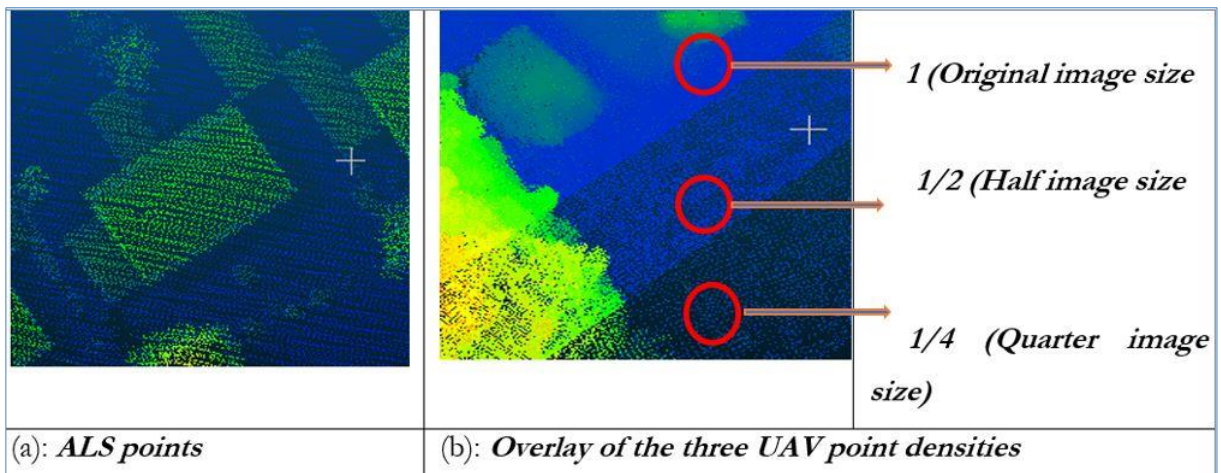 1 (Original image size
1/2 (Half image size
1/4 (Quarter image
size)
(a): ALS points
(b): Overlay of the three UAV point densities